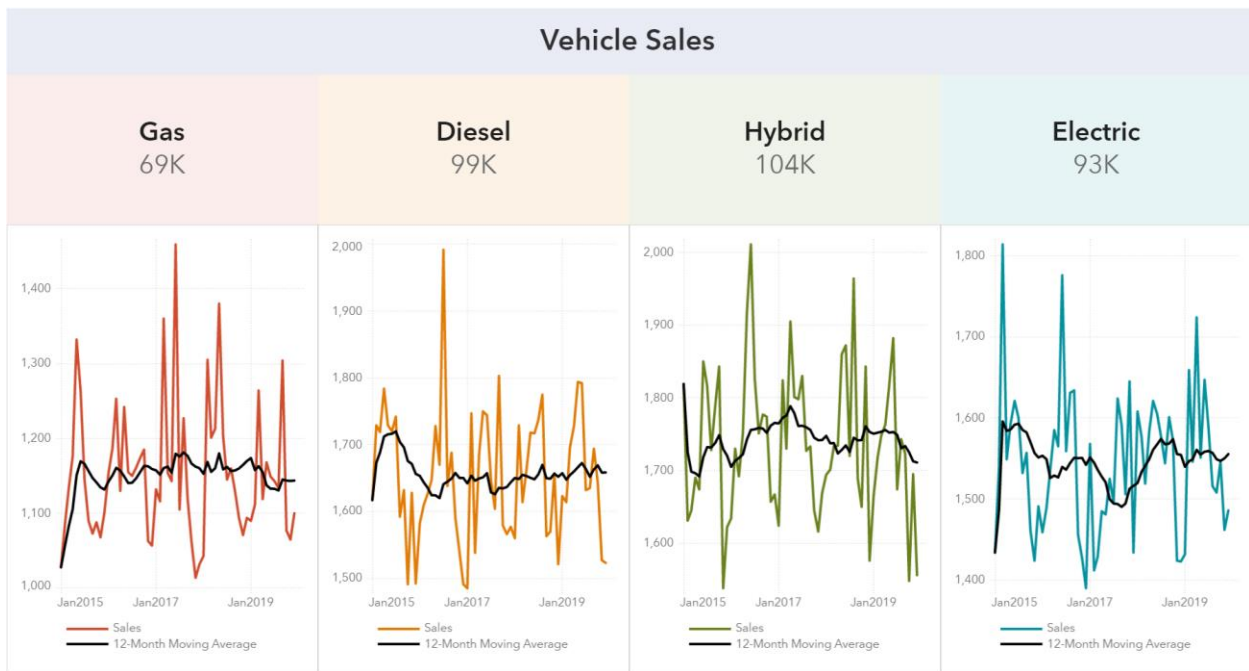 Vehicle Sales
Gas
69K
Diesel
99K
Hybrid
104K
Electric
93K
1,400
1,300
1,200
1,100
1,000
Jan2015 Jan2017 Jan2019
Sales
12-Month Moving Average
2,000
1,900
1,800
1,700
1,600
1,500
Jan2015 Jan2017 Jan2019
Sales
12-Month Moving Average
2,000
1,900
1,800
1,700
1,600
Jan2015 Jan2017 Jan2019
Sales
12-Month Moving Average
1,800
1,700
1,600
1,500
1,400
Jan2015 Jan2017 Jan2019
Sales
12-Month Moving Average